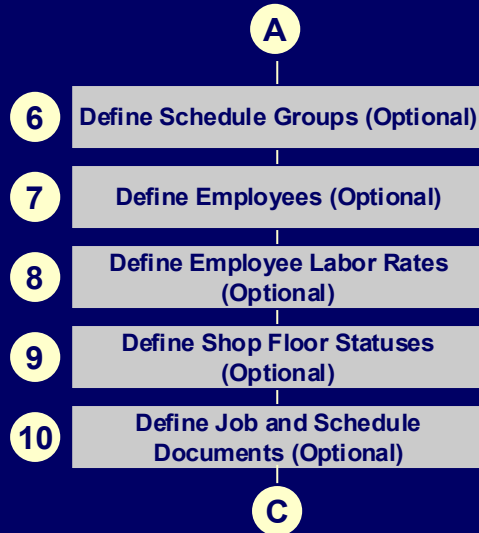 A
6 Define Schedule Groups (Optional)
7 Define Employees (Optional)
8 Define Employee Labor Rates
(Optional)
9 Define Shop Floor Statuses
(Optional)
10 Define Job and Schedule
Documents (Optional)
C